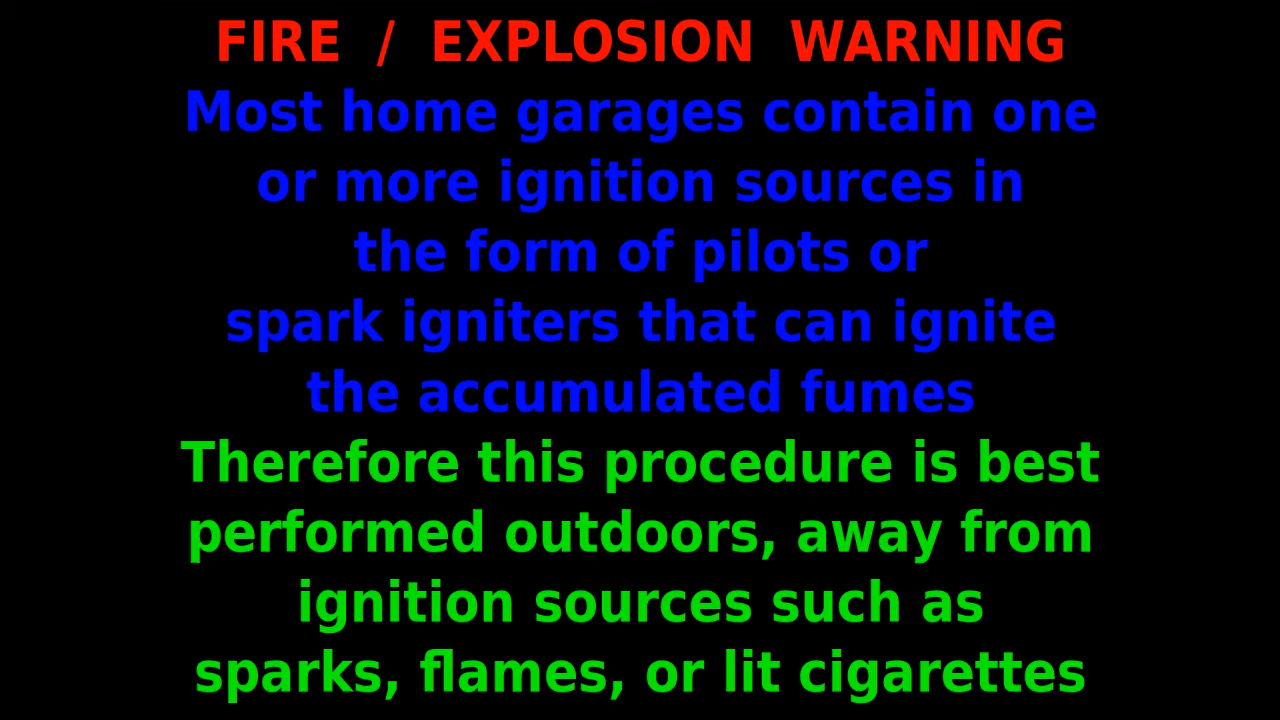 FIRE / EXPLOSION WARNING
Most home garages contain one
or more ignition sources in
the form of pilots or
spark igniters that can ignite
the accumulated fumes
Therefore this procedure is best
performed outdoors, away from
ignition sources such as
sparks, flames, or lit cigarettes